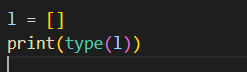 l = []
print(type(l))